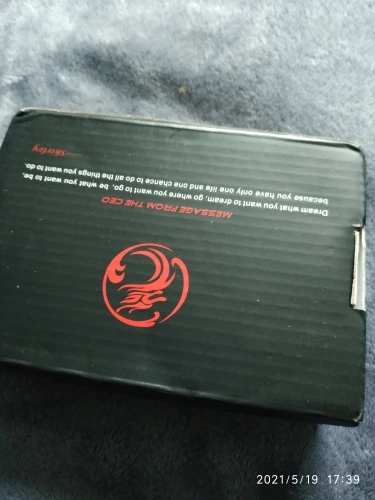 MESSAGE FROM THE CEO
Dream what you want to dream, go where you want to go, be what you want to be,
because you have only one life and one chance to do all the things you want to do.
Shirley
2021/5/19 17:39